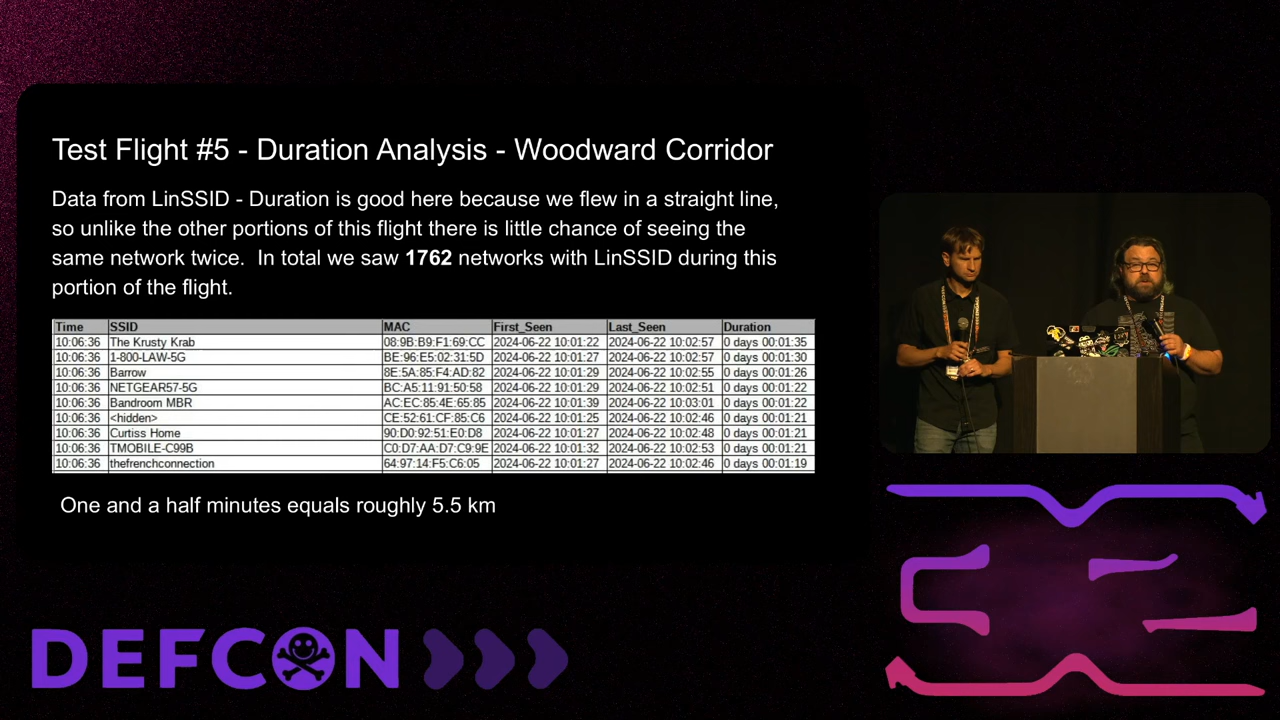 Test Flight #5 - Duration Analysis - Woodward Corridor
Data from LinSSID - Duration is good here because we flew in a straight line,
so unlike the other portions of this flight there is little chance of seeing the
same network twice.  In total we saw 1762 networks with LinSSID during this
portion of the flight.
Time SSID MAC First_Seen Last_Seen Duration
10:06:36 The Krusty Krab 08:9B:B9:F1:69:CC 2024-06-22 10:01:22 2024-06-22 10:02:57 0 days 00:01:35
10:06:36 1-800-LAW-5G BE:96:E5:02:31:5D 2024-06-22 10:01:27 2024-06-22 10:02:57 0 days 00:01:30
10:06:36 Barrow 8E:5A:85:F4:AD:82 2024-06-22 10:01:29 2024-06-22 10:02:55 0 days 00:01:26
10:06:36 NETGEAR57-5G BC:A5:11:91:50:58 2024-06-22 10:01:29 2024-06-22 10:02:51 0 days 00:01:22
10:06:36 Bandroom MBR AC:EC:85:4E:65:85 2024-06-22 10:01:39 2024-06-22 10:03:01 0 days 00:01:22
10:06:36 <hidden> CE:52:61:CF:85:C6 2024-06-22 10:01:25 2024-06-22 10:02:46 0 days 00:01:21
10:06:36 Curtiss Home 90:D0:92:51:E0:D8 2024-06-22 10:01:27 2024-06-22 10:02:48 0 days 00:01:21
10:06:36 TMOBILE-C99B C0:D7:AA:D7:C9:9E 2024-06-22 10:01:32 2024-06-22 10:02:53 0 days 00:01:21
10:06:36 thefrenchconnection 64:97:14:F5:C6:05 2024-06-22 10:01:27 2024-06-22 10:02:46 0 days 00:01:19
One and a half minutes equals roughly 5.5 km
DEFCON